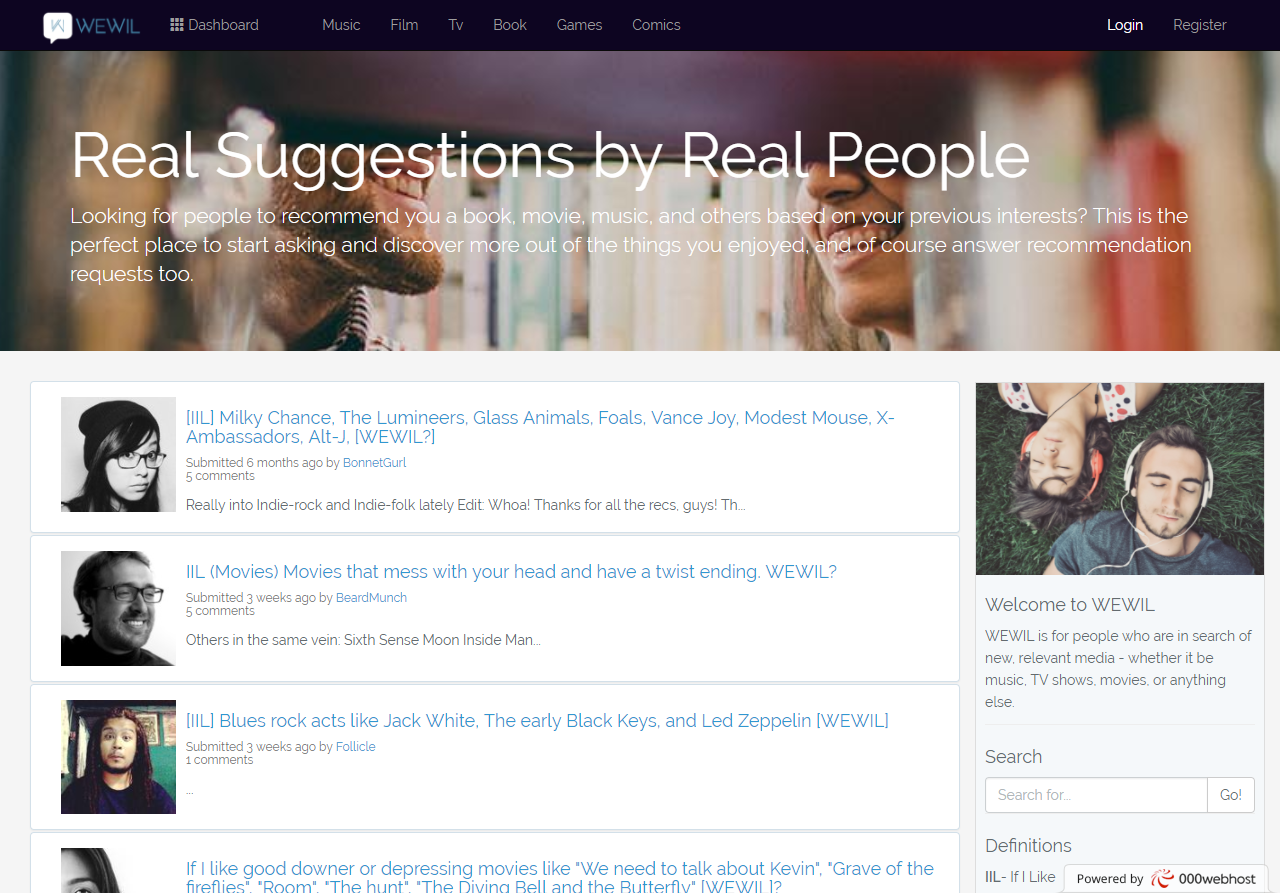 WEWIL Dashboard Music Film Tv Book Games Comics Login Register
Real Suggestions by Real People
Looking for people to recommend you a book, movie, music, and others based on your previous interests? This is the
perfect place to start asking and discover more out of the things you enjoyed, and of course answer recommendation
requests too.
[IIL] Milky Chance, The Lumineers, Glass Animals, Foals, Vance Joy, Modest Mouse, X-
Ambassadors, Alt-J, [WEWIL?]
Submitted 6 months ago by BonnetGurl
5 comments
Really into Indie-rock and Indie-folk lately Edit: Whoa! Thanks for all the recs, guys! Th...
IIL (Movies) Movies that mess with your head and have a twist ending. WEWIL?
Submitted 3 weeks ago by BeardMunch
5 comments
Others in the same vein: Sixth Sense Moon Inside Man...
[IIL] Blues rock acts like Jack White, The early Black Keys, and Led Zeppelin [WEWIL]
Submitted 3 weeks ago by Follicle
1 comments
...
If I like good downer or depressing movies like "We need to talk about Kevin", "Grave of the
fireflies", "Room", "The hunt", "The Diving Bell and the Butterfly" [WEWIL]?
Welcome to WEWIL
WEWIL is for people who are in search of
new, relevant media - whether it be
music, TV shows, movies, or anything
else.
Search
Search for... Go!
Definitions
IIL- If I Like
Powered by 000webhost